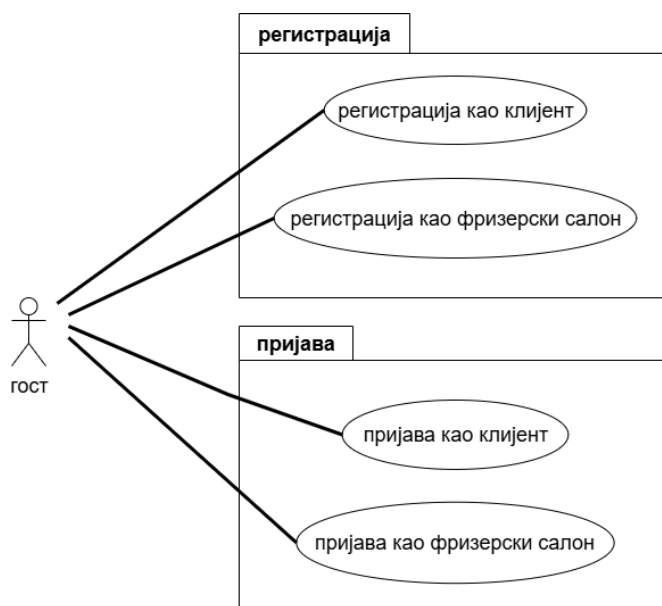 регистрација
регистрација као клијент
регистрација као фризерски салон
гост
пријава
пријава као клијент
пријава као фризерски салон